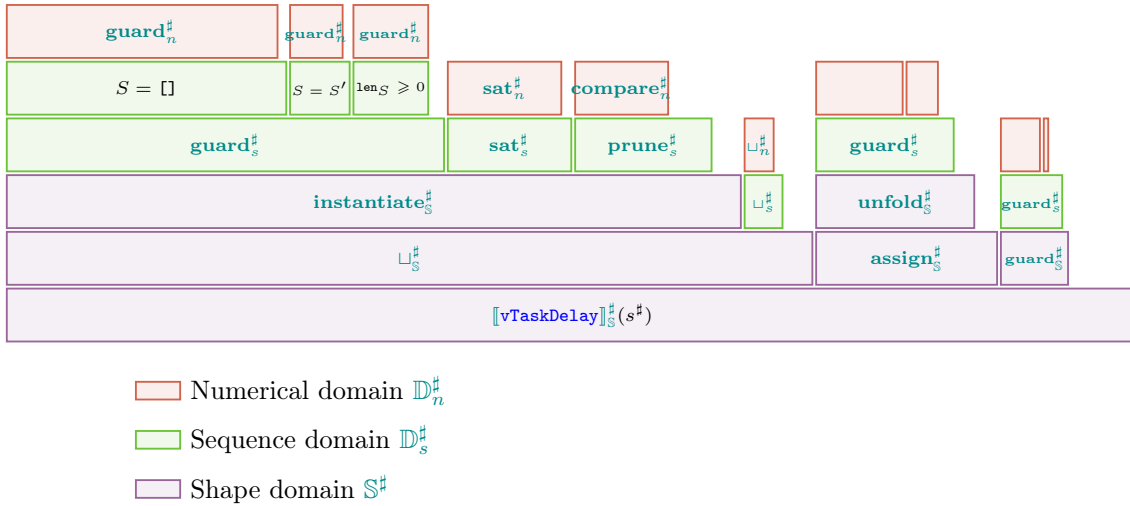 guard♯n guard♯n guard♯n
S = [] S = S′ lenS ⩾ 0 sat♯n compare♯n
guard♯s sat♯s prune♯s ⊔♯n guard♯s
instantiate♯𝕊 ⊔♯s unfold♯𝕊 guard♯s
⊔♯𝕊 assign♯𝕊 guard♯𝕊
⟦vTaskDelay⟧♯𝕊(s♯)
Numerical domain 𝔻♯n
Sequence domain 𝔻♯s
Shape domain 𝕊♯